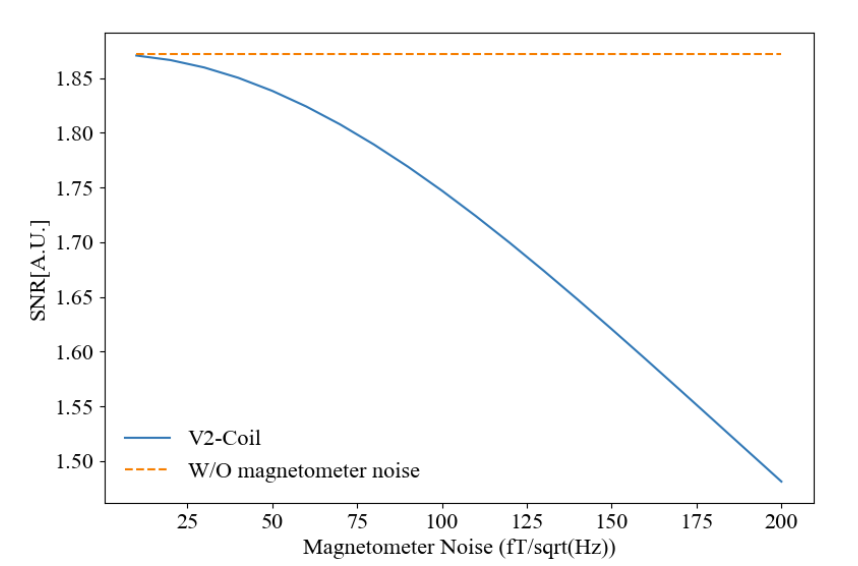 SNR[A.U.]
1.85
1.80
1.75
1.70
1.65
1.60
1.55
1.50
V2-Coil
W/O magnetometer noise
25 50 75 100 125 150 175 200
Magnetometer Noise (fT/sqrt(Hz))